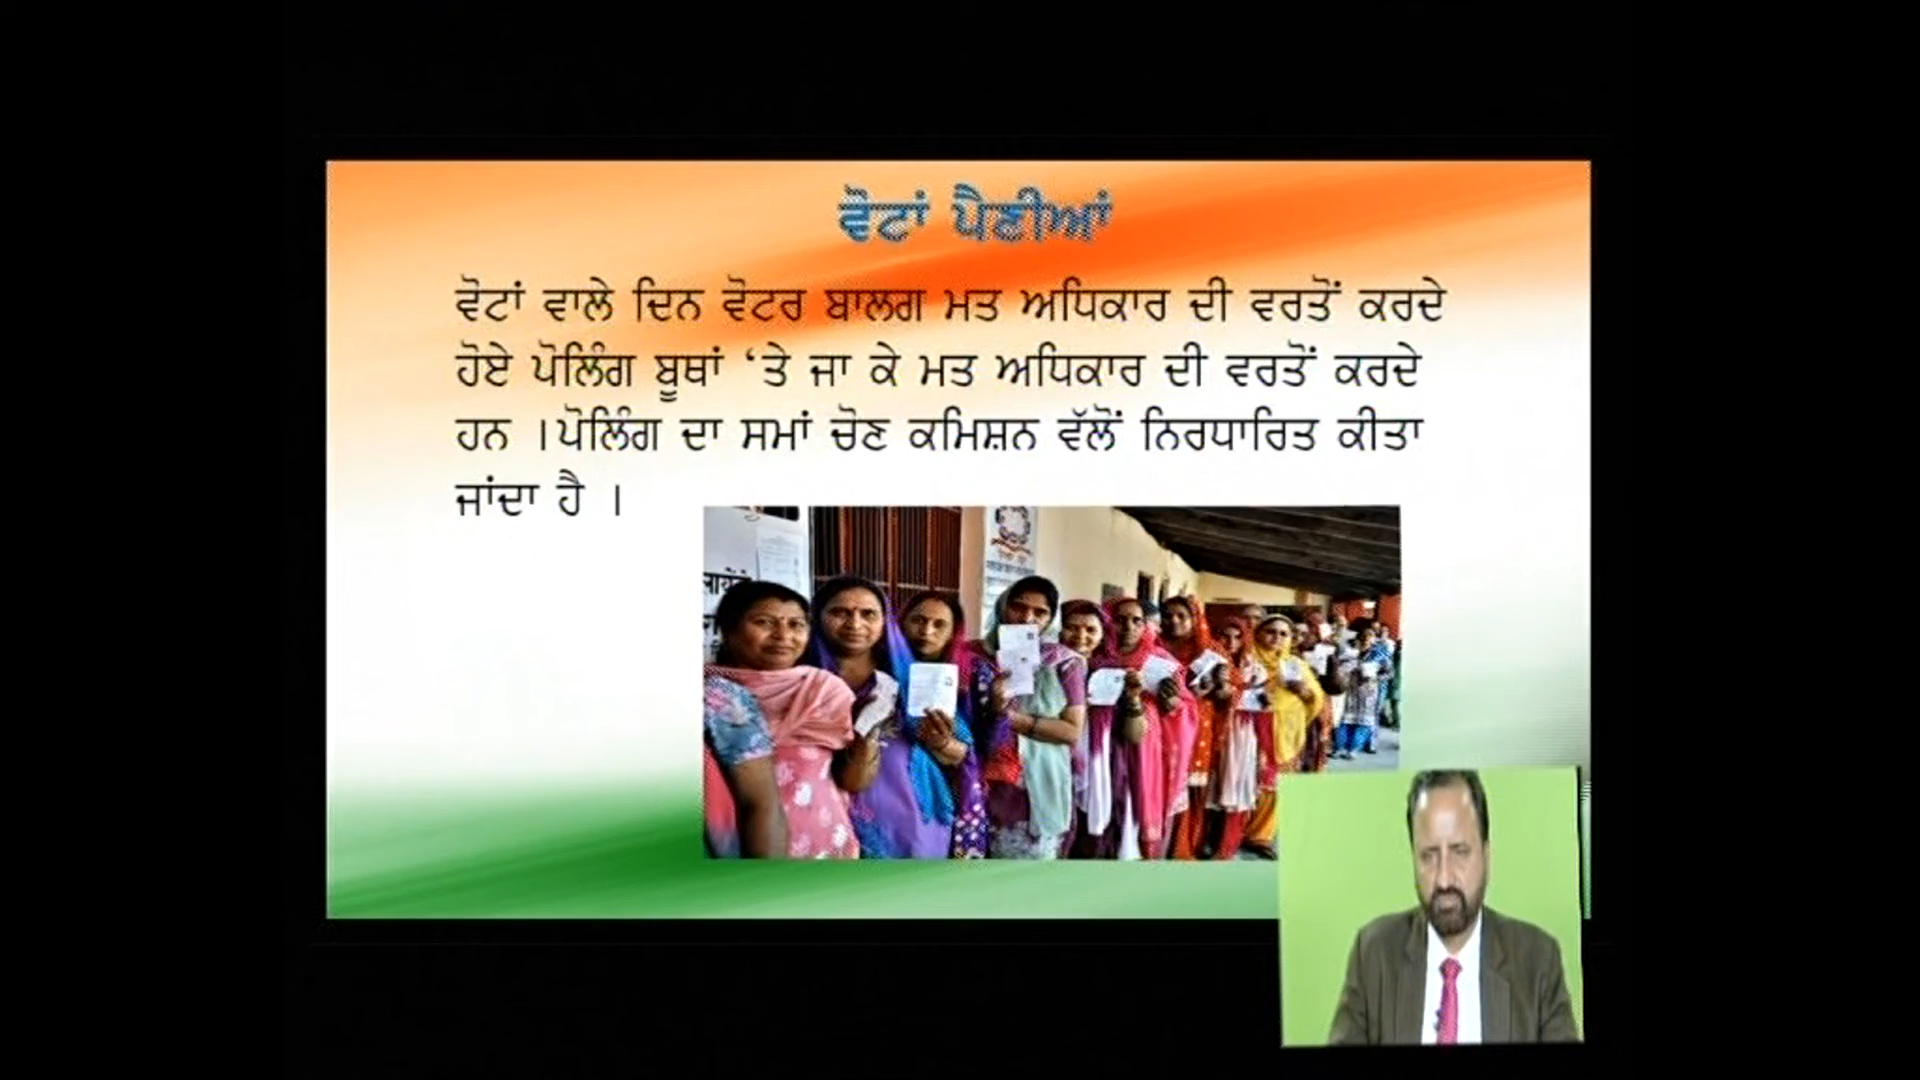 ਵੋਟਾਂ ਪੈਣੀਆਂ
ਵੋਟਾਂ ਵਾਲੇ ਦਿਨ ਵੋਟਰ ਬਾਲਗ ਮਤ ਅਧਿਕਾਰ ਦੀ ਵਰਤੋਂ ਕਰਦੇ
ਹੋਏ ਪੋਲਿੰਗ ਬੂਥਾਂ ‘ਤੇ ਜਾ ਕੇ ਮਤ ਅਧਿਕਾਰ ਦੀ ਵਰਤੋਂ ਕਰਦੇ
ਹਨ ।ਪੋਲਿੰਗ ਦਾ ਸਮਾਂ ਚੋਣ ਕਮਿਸ਼ਨ ਵੱਲੋਂ ਨਿਰਧਾਰਿਤ ਕੀਤਾ
ਜਾਂਦਾ ਹੈ ।